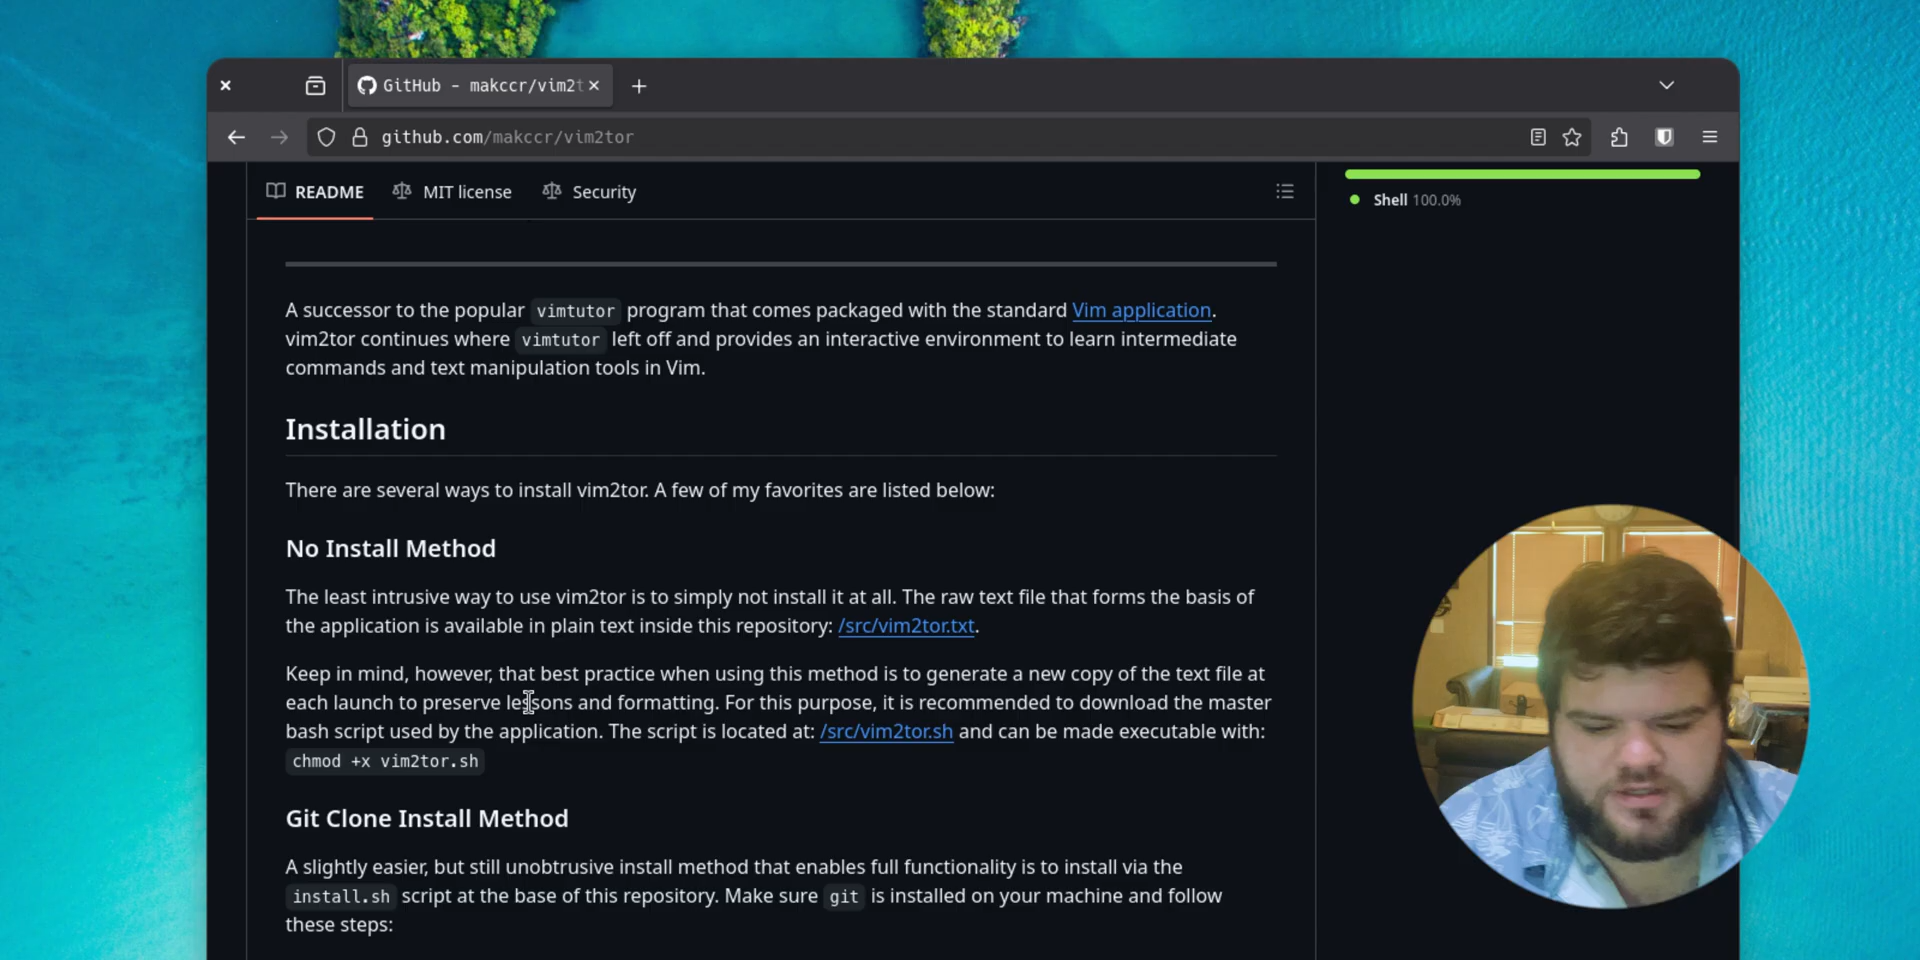 GitHub - makccr/vim2t
github.com/makccr/vim2tor
README MIT license Security
Shell 100.0%
A successor to the popular vimtutor program that comes packaged with the standard Vim application.
vim2tor continues where vimtutor left off and provides an interactive environment to learn intermediate
commands and text manipulation tools in Vim.
Installation
There are several ways to install vim2tor. A few of my favorites are listed below:
No Install Method
The least intrusive way to use vim2tor is to simply not install it at all. The raw text file that forms the basis of
the application is available in plain text inside this repository: /src/vim2tor.txt.
Keep in mind, however, that best practice when using this method is to generate a new copy of the text file at
each launch to preserve lessons and formatting. For this purpose, it is recommended to download the master
bash script used by the application. The script is located at: /src/vim2tor.sh and can be made executable with:
chmod +x vim2tor.sh
Git Clone Install Method
A slightly easier, but still unobtrusive install method that enables full functionality is to install via the
install.sh script at the base of this repository. Make sure git is installed on your machine and follow
these steps: